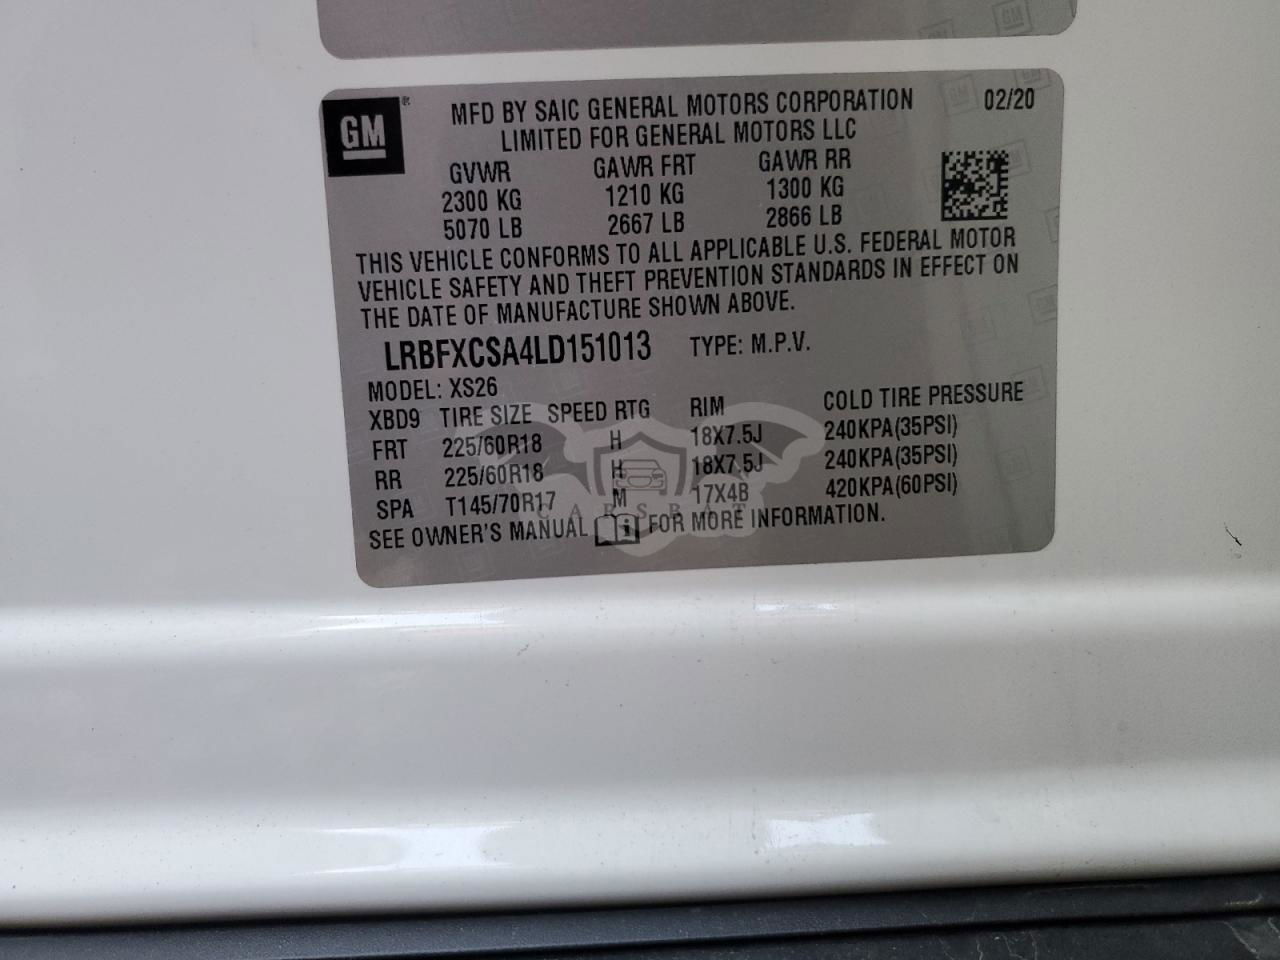 GM
GM ® MFD BY SAIC GENERAL MOTORS CORPORATION 02/20
LIMITED FOR GENERAL MOTORS LLC
GVWR GAWR FRT GAWR RR
2300 KG 1210 KG 1300 KG
5070 LB 2667 LB 2866 LB
THIS VEHICLE CONFORMS TO ALL APPLICABLE U.S. FEDERAL MOTOR
VEHICLE SAFETY AND THEFT PREVENTION STANDARDS IN EFFECT ON
THE DATE OF MANUFACTURE SHOWN ABOVE.
LRBFXCSA4LD151013 TYPE: M.P.V.
MODEL: XS26
XBD9 TIRE SIZE SPEED RTG RIM COLD TIRE PRESSURE
FRT 225/60R18 H 18X7.5J 240KPA(35PSI)
RR 225/60R18 H 18X7.5J 240KPA(35PSI)
SPA T145/70R17 M 17X4B 420KPA(60PSI)
CARSBAT
SEE OWNER'S MANUAL FOR MORE INFORMATION.